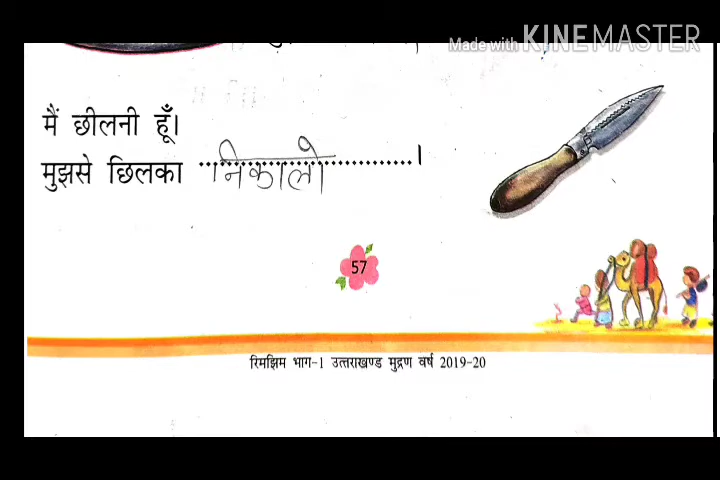 Made with KINEMASTER
मैं छीलनी हूँ।
मुझसे छिलका निकालो ।
57
रिमझिम भाग-1 उत्तराखण्ड मुद्रण वर्ष 2019-20